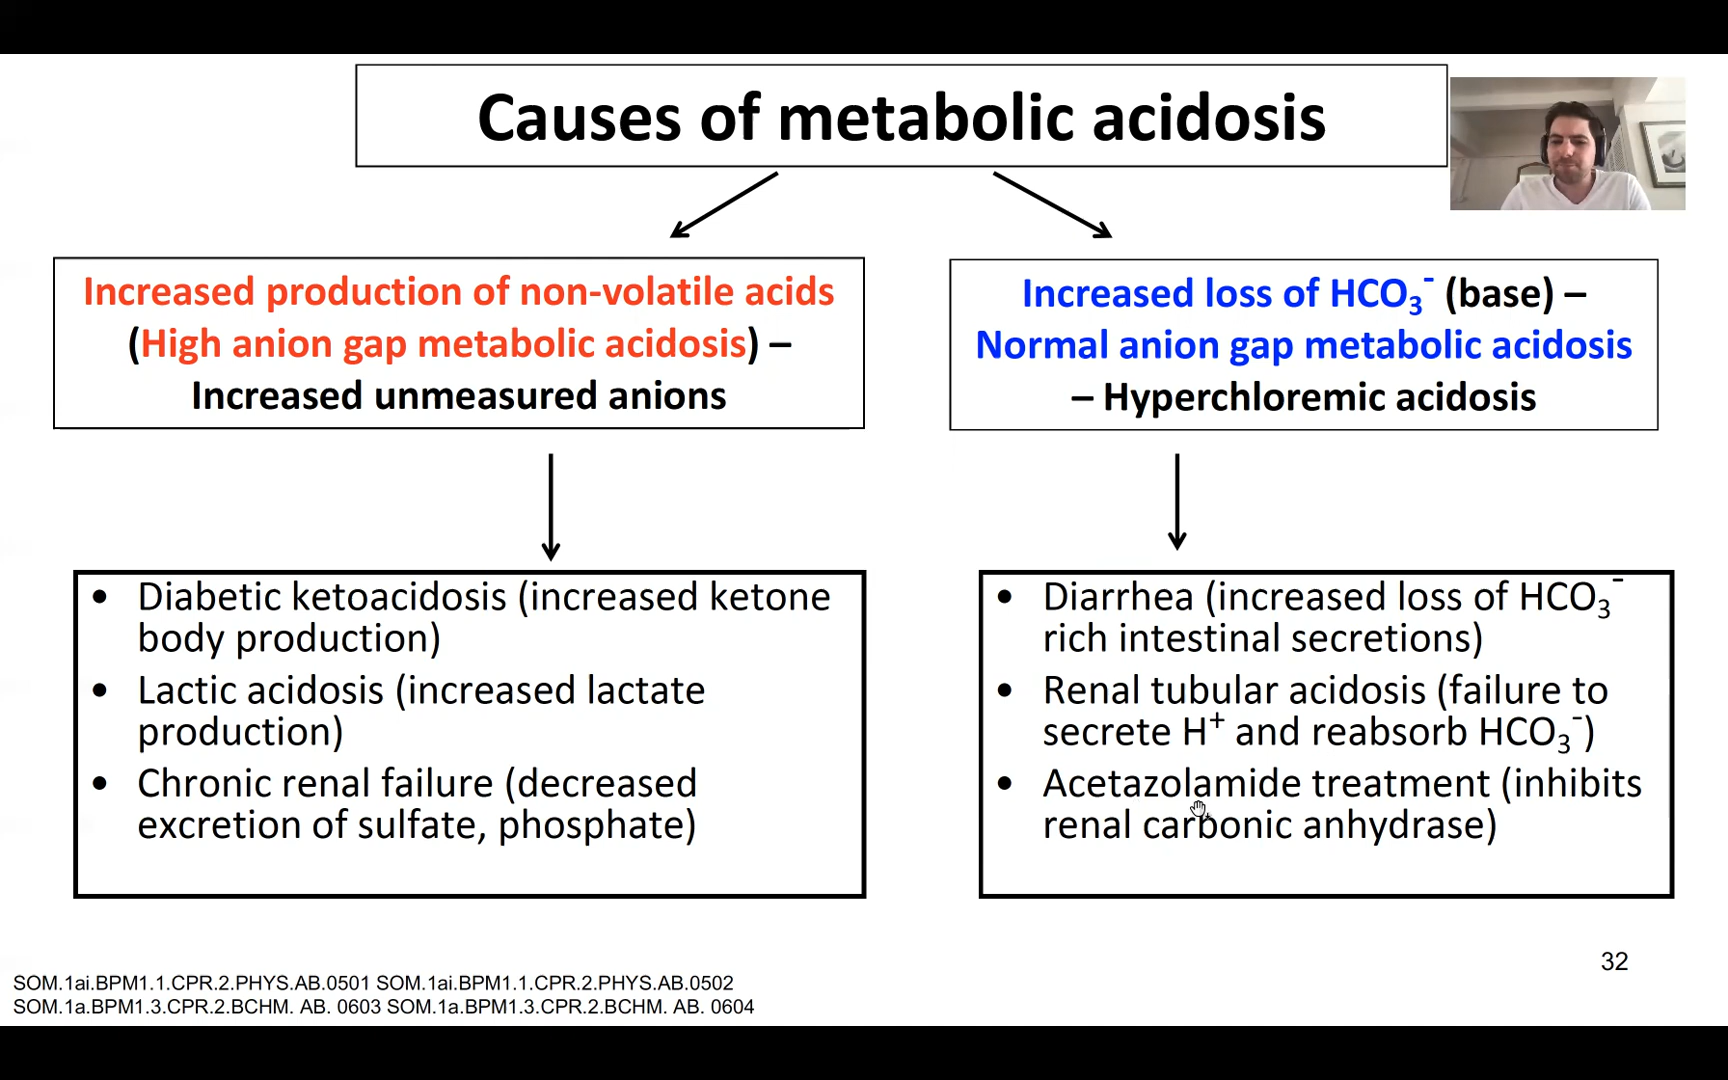 Causes of metabolic acidosis
Increased production of non-volatile acids
(High anion gap metabolic acidosis) –
Increased unmeasured anions
Increased loss of HCO₃⁻ (base) –
Normal anion gap metabolic acidosis
– Hyperchloremic acidosis
• Diabetic ketoacidosis (increased ketone
body production)
• Lactic acidosis (increased lactate
production)
• Chronic renal failure (decreased
excretion of sulfate, phosphate)
• Diarrhea (increased loss of HCO₃⁻
rich intestinal secretions)
• Renal tubular acidosis (failure to
secrete H⁺ and reabsorb HCO₃⁻)
• Acetazolamide treatment (inhibits
renal carbonic anhydrase)
32
SOM.1ai.BPM1.1.CPR.2.PHYS.AB.0501 SOM.1ai.BPM1.1.CPR.2.PHYS.AB.0502
SOM.1a.BPM1.3.CPR.2.BCHM. AB. 0603 SOM.1a.BPM1.3.CPR.2.BCHM. AB. 0604